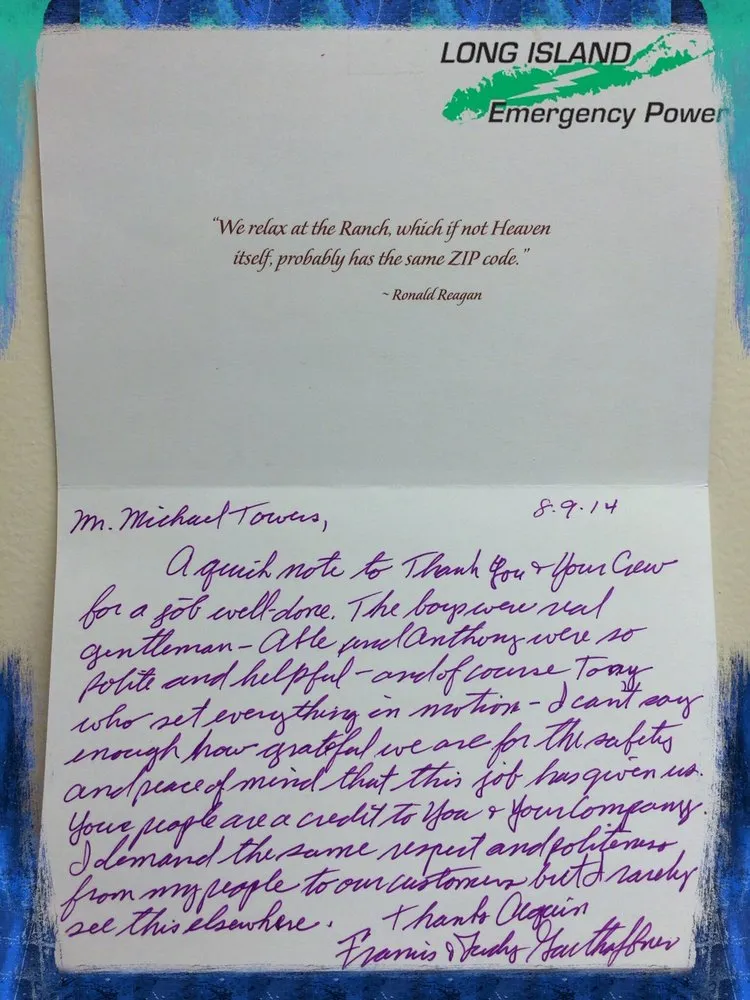 LONG ISLAND
Emergency Power
“We relax at the Ranch, which if not Heaven
itself, probably has the same ZIP code.”
~ Ronald Reagan
Mr. Michael Towers,
8.9.14
A quick note to Thank You & Your Crew
for a job well-done. The boys were real
gentleman - Able and Anthony were so
polite and helpful - and of course Tony
who set everything in motion - I can't say
enough how grateful we are for the safety
and peace of mind that this job has given us.
Your people are a credit to You & Your Company
I demand the same respect and politeness
from my people to our customers but I rarely
see this elsewhere.
Thanks Again
Francis & Judy